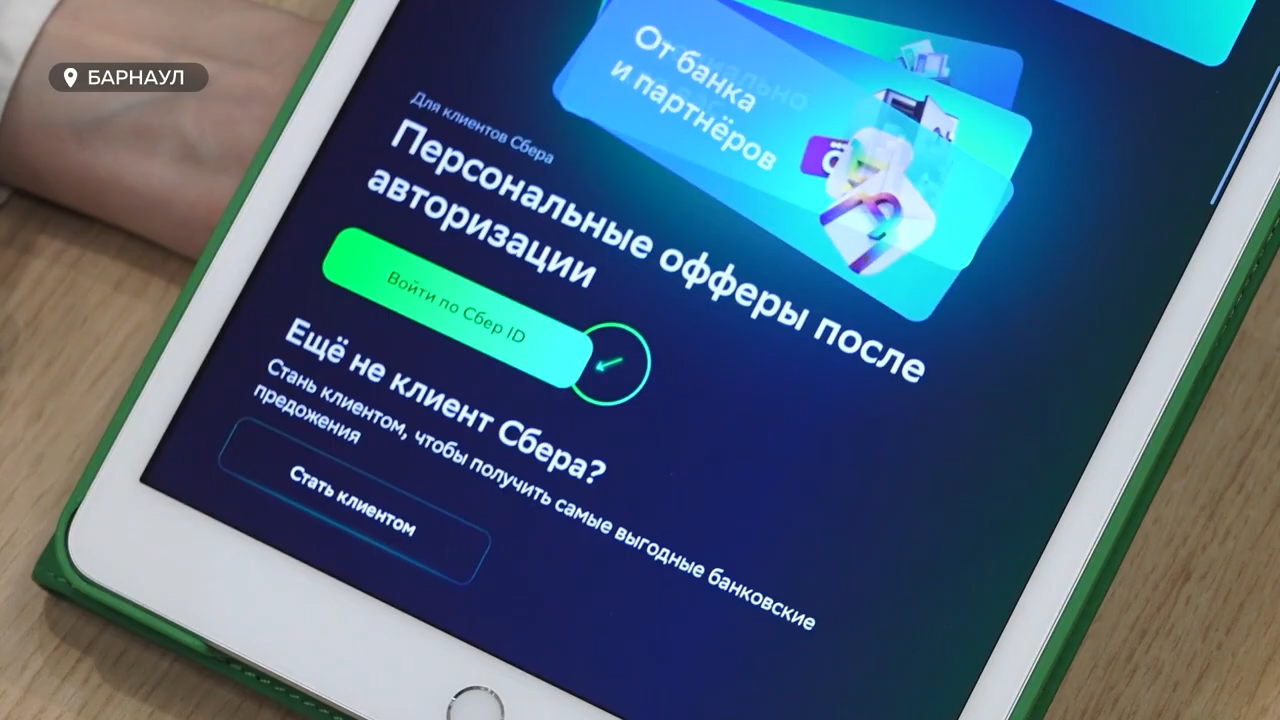 БАРНАУЛ
От банка
и партнёров
Для клиентов Сбера
Персональные офферы после
авторизации
Войти по Сбер ID
Ещё не клиент Сбера?
Стань клиентом, чтобы получить самые выгодные банковские
предожения
Стать клиентом